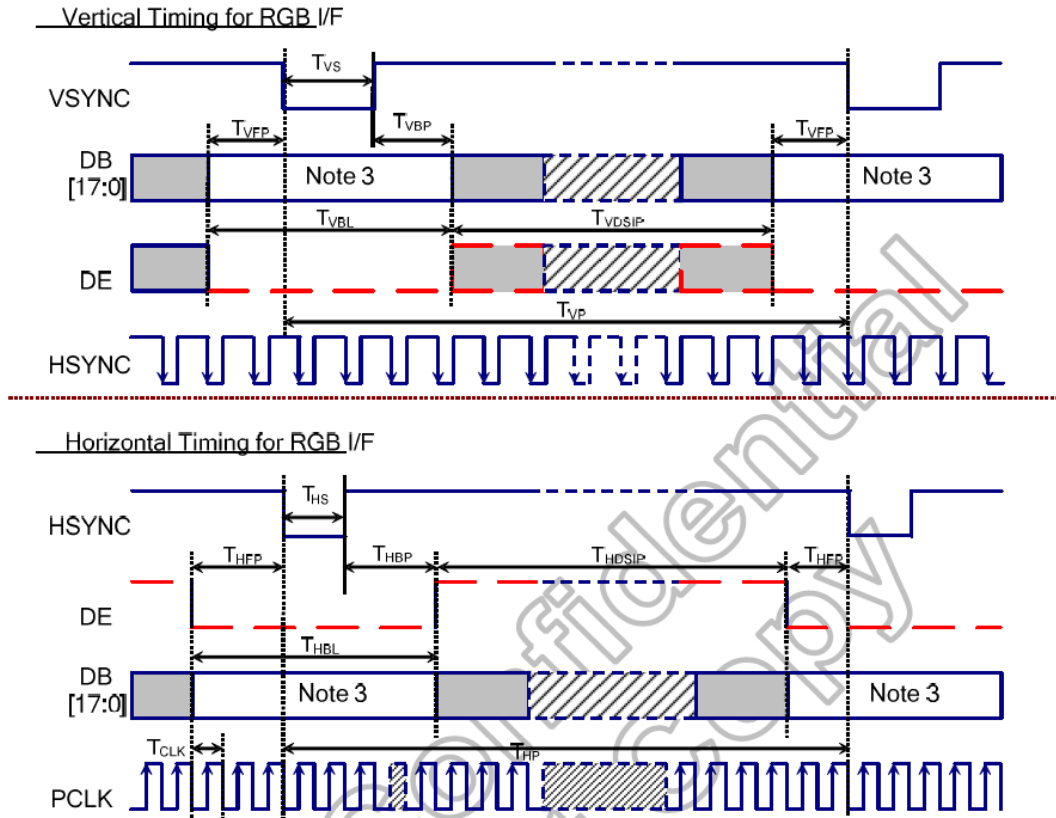 Vertical Timing for RGB I/F
TVS
VSYNC
TVFP
TVBP
TVFP
DB
[17:0]
Note 3
Note 3
TVBL
TVDSIP
DE
TVP
HSYNC
Horizontal Timing for RGB I/F
THS
HSYNC
THFP
THBP
THDSIP
THFP
DE
THBL
DB
[17:0]
Note 3
Note 3
TCLK
THP
PCLK
Confidential
copy